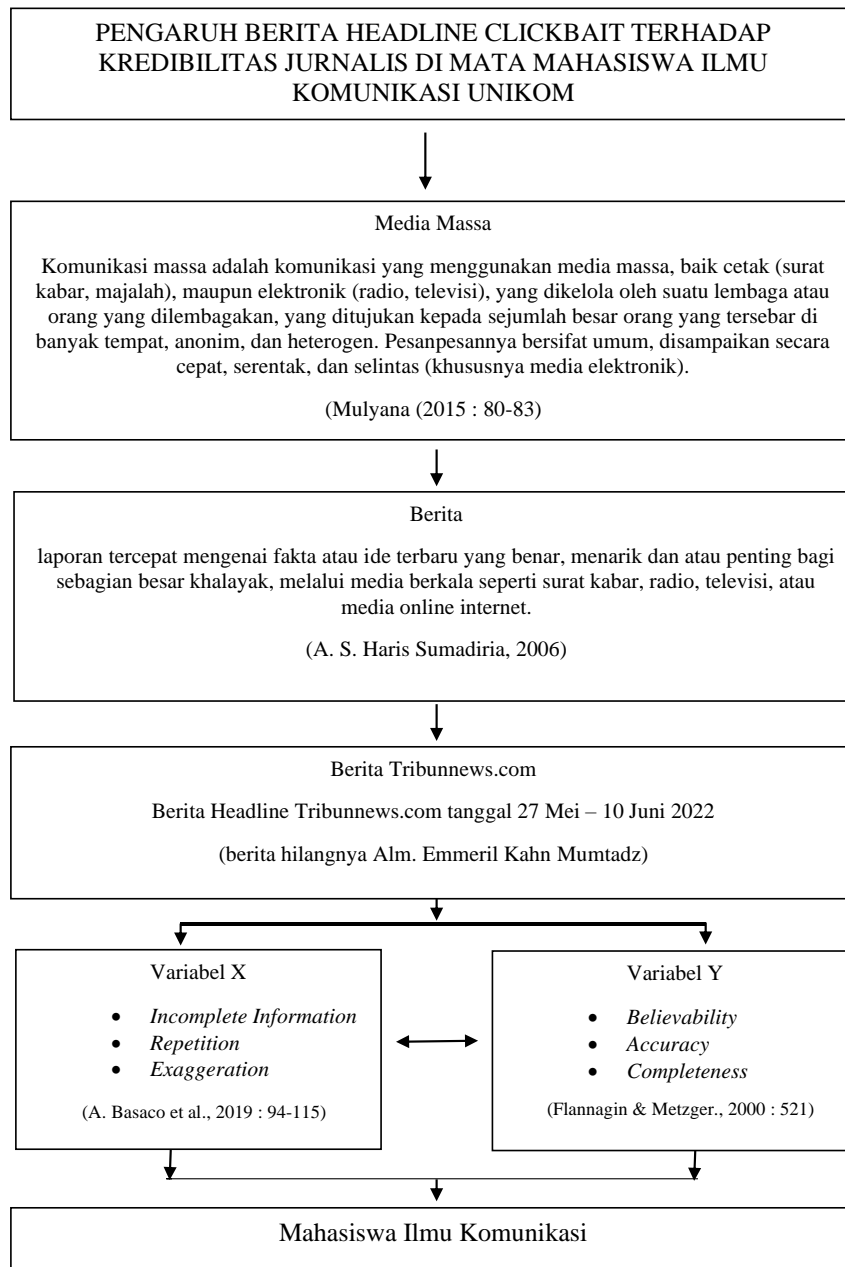 PENGARUH BERITA HEADLINE CLICKBAIT TERHADAP
KREDIBILITAS JURNALIS DI MATA MAHASISWA ILMU
KOMUNIKASI UNIKOM
Media Massa
Komunikasi massa adalah komunikasi yang menggunakan media massa, baik cetak (surat
kabar, majalah), maupun elektronik (radio, televisi), yang dikelola oleh suatu lembaga atau
orang yang dilembagakan, yang ditujukan kepada sejumlah besar orang yang tersebar di
banyak tempat, anonim, dan heterogen. Pesanpesannya bersifat umum, disampaikan secara
cepat, serentak, dan selintas (khususnya media elektronik).
(Mulyana (2015 : 80-83)
Berita
laporan tercepat mengenai fakta atau ide terbaru yang benar, menarik dan atau penting bagi
sebagian besar khalayak, melalui media berkala seperti surat kabar, radio, televisi, atau
media online internet.
(A. S. Haris Sumadiria, 2006)
Berita Tribunnews.com
Berita Headline Tribunnews.com tanggal 27 Mei – 10 Juni 2022
(berita hilangnya Alm. Emmeril Kahn Mumtadz)
Variabel X
• Incomplete Information
• Repetition
• Exaggeration
(A. Basaco et al., 2019 : 94-115)
Variabel Y
• Believability
• Accuracy
• Completeness
(Flannagin & Metzger., 2000 : 521)
Mahasiswa Ilmu Komunikasi